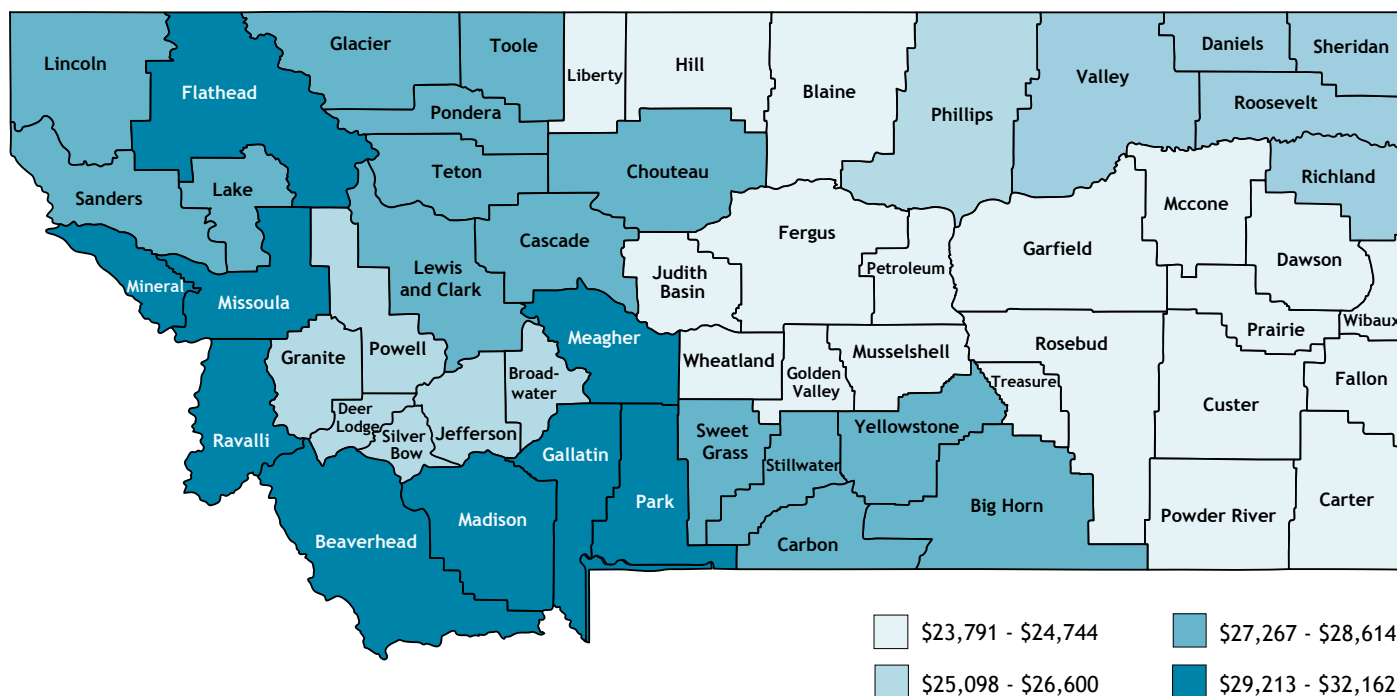 Lincoln
Flathead
Glacier
Toole
Liberty
Hill
Blaine
Phillips
Valley
Daniels
Sheridan
Roosevelt
Pondera
Teton
Chouteau
Richland
Sanders
Lake
Mccone
Fergus
Garfield
Dawson
Cascade
Petroleum
Judith
Basin
Lewis
and Clark
Mineral
Missoula
Meagher
Prairie
Wibaux
Granite
Powell
Broad-
water
Wheatland
Golden
Valley
Musselshell
Rosebud
Treasure
Fallon
Custer
Deer
Lodge
Silver
Bow
Jefferson
Ravalli
Gallatin
Sweet
Grass
Stillwater
Yellowstone
Park
Madison
Beaverhead
Carbon
Big Horn
Powder River
Carter
$23,791 - $24,744
$27,267 - $28,614
$25,098 - $26,600
$29,213 - $32,162